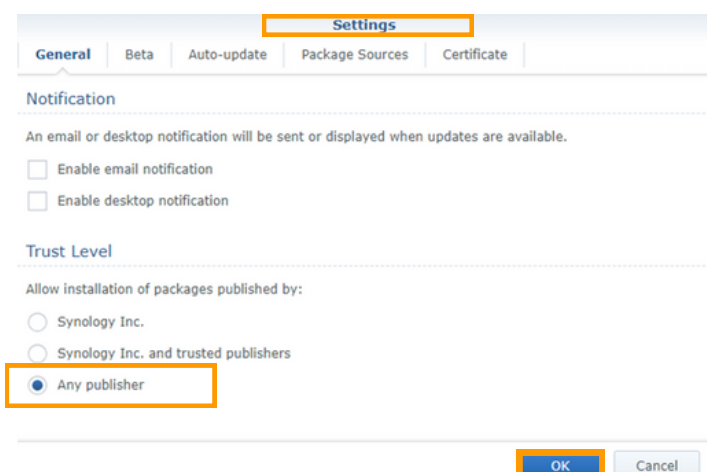 Settings
General Beta Auto-update Package Sources Certificate
Notification
An email or desktop notification will be sent or displayed when updates are available.
Enable email notification
Enable desktop notification
Trust Level
Allow installation of packages published by:
Synology Inc.
Synology Inc. and trusted publishers
Any publisher
OK Cancel